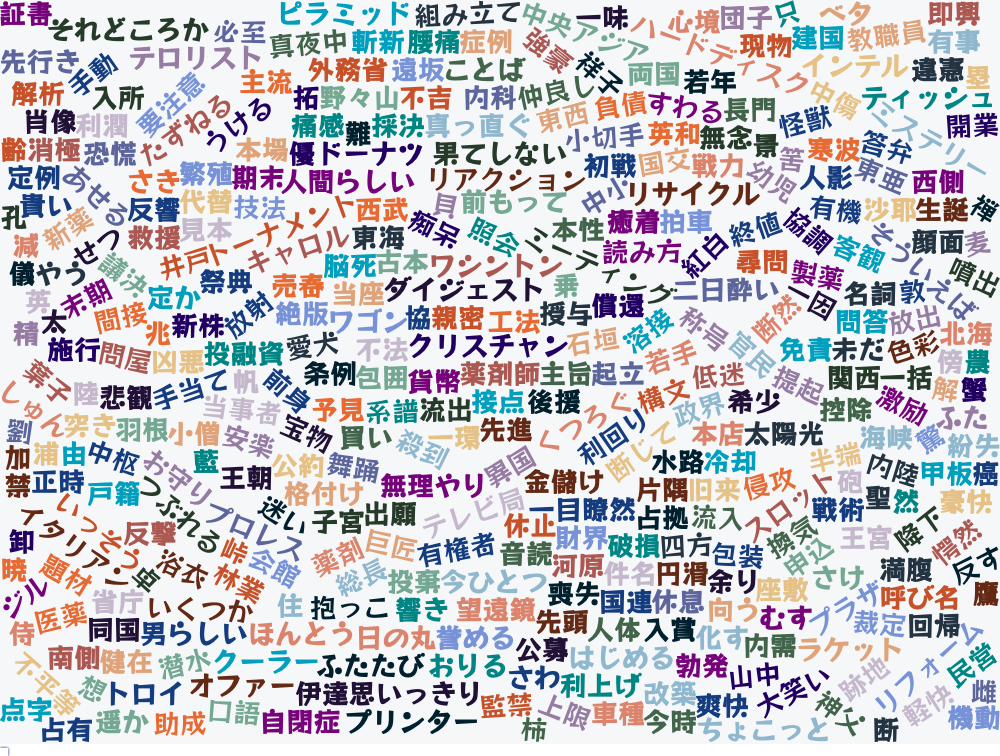 証書 それどころか 必至 ピラミッド 組み立て 中央アジア 一味 ハードディスク 心境 団子 只 ベタ 即興
先行き 手動 テロリスト 真夜中 斬新 腰痛 症例 強豪 祥子 両国 現物 建国 教職員 有事
解析 入所 要注意 主流 外務省 遠坂 ことば 仲良し 若年 インテル 違憲 塁
拓 野々山 不吉 内科 東西 負債 すわる 長門 中傷 ティッシュ
肖像 利潤 たずねる うける 痛感 難 採決 真っ直ぐ 小切手 英和 無念 景 怪獣 答弁 ミステリー 開業
齢 消極 恐慌 本場 優 ドーナツ 果てしない 初戦 国交 戦力 幼児 筈 寒波 東亜
定例 あせる さき 繁殖 期末 人間らしい リアクション 中小 リサイクル 人影 西側
孔 貴い 反響 代替 技法 トーナメント 西武 貝 前もって 癒着 拍車 終値 協調 有機 沙耶 生誕 禅
減 新薬 せつ 救援 見本 井戸 キャロル 東海 痴呆 照会 ミーティング 本性 読み方 紅白 客観 そういえば 顔面 麦
儀 やう 議決 祭典 脳死 古本 ワシントン 尋問 製薬 噴出
英 末期 定か 売春 当座 ダイジェスト 乗 二日酔い 一因 名詞 敦
精 太 間接 兆 新株 放射 絶版 ワゴン 協 親密 工法 授与 償還 溶接 称号 官民 断然 問答 放出 北海
施行 問屋 凶悪 投融資 愛犬 不法 クリスチャン 石垣 若手 免責 未だ 色彩 傍 農
葉子 陸 悲観 手当て 帆 前身 条例 包囲 貨幣 薬剤師 主旨 起立 構文 低迷 提起 関西 一括 解 蟹
しゅん 当事者 予見 系譜 流出 接点 後援 くつろぐ 政界 希少 控除 激励 ふた
劉 突き 羽根 小僧 安楽 宝物 買い 殺到 一環 先進 利回り 断じて 本店 太陽光 海峡 驚 紛失
加 浦 由 中枢 お守り 藍 王朝 公約 舞踊 異国 水路 冷却 半端 内陸 甲板 癌
禁 正時 戸籍 つぶれる プロレス 格付け 無理やり 金儲け 片隅 旧来 侵攻 砲 聖 然 豪快
イタリアン いっそう 反撃 迷い 子宮 出願 テレビ局 休止 一目瞭然 占拠 流入 スロット 戦術
卸 卓 浴衣 峠 会館 薬剤 巨匠 有権者 音読 財界 破損 四方 包装 換気 王宮 降下 愕然
暁 題材 林業 総長 投棄 今ひとつ 河原 件名 円滑 余り 座敷 申込 さけ 満腹 反す
ジル 医薬 省庁 いくつか 住 抱っこ 響き 望遠鏡 喪失 国連 休息 向う むす プラザ 呼び名 鷹
侍 同国 男らしい ほんとう 日の丸 誉める 先頭 人体 入賞 化す 内需 裁定 回帰
不平等 南側 健在 潜水 クーラー ふたたび おりる 公募 はじめる 勃発 山中 ラケット リフォーム 民営
想 トロイ オファー 伊達 思いっきり さわ 利上げ 改築 爽快 大笑い 跡地 雌
点字 占有 遥か 助成 口語 自閉症 プリンター 監禁 柿 上限 車種 今時 ちょこっと 神父 断 軽快 機動